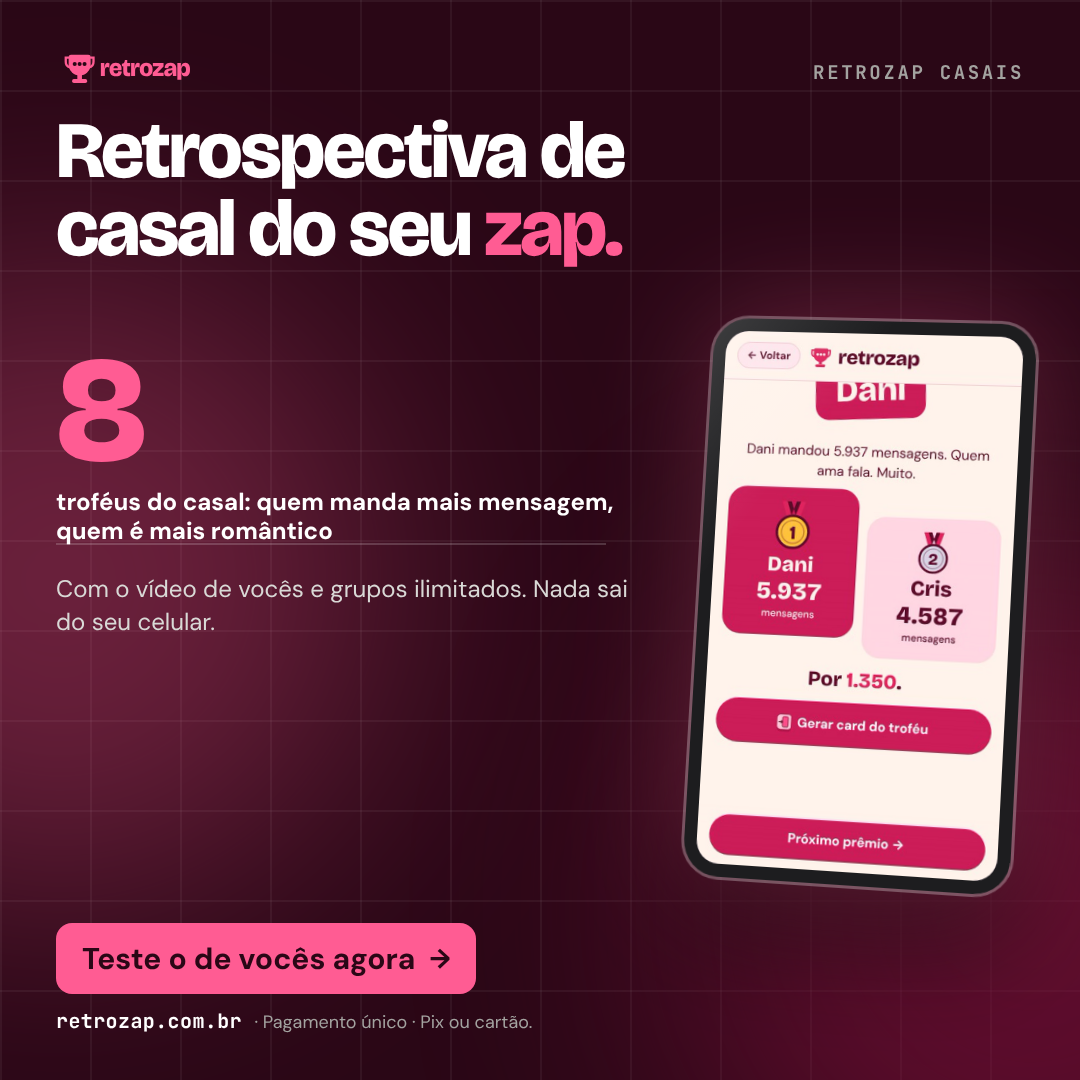 retrozap
RETROZAP CASAIS
Retrospectiva de
casal do seu zap.
8
troféus do casal: quem manda mais mensagem,
quem é mais romântico
Com o vídeo de vocês e grupos ilimitados. Nada sai
do seu celular.
← Voltar
retrozap
Dani
Dani mandou 5.937 mensagens. Quem
ama fala. Muito.
1
Dani
5.937
mensagens
2
Cris
4.587
mensagens
Por 1.350.
Gerar card do troféu
Próximo prêmio →
Teste o de vocês agora →
retrozap.com.br · Pagamento único · Pix ou cartão.